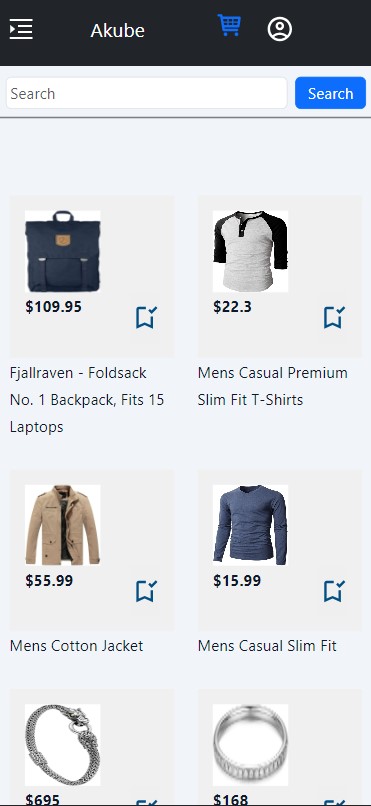 Akube
Search
Search
$109.95
$22.3
Fjallraven - Foldsack
No. 1 Backpack, Fits 15
Laptops
Mens Casual Premium
Slim Fit T-Shirts
$55.99
$15.99
Mens Cotton Jacket
Mens Casual Slim Fit
$695
$168